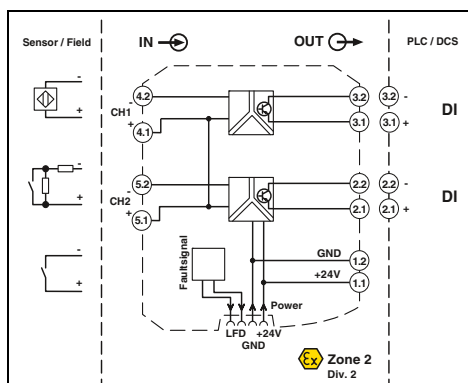 Sensor / Field
IN
OUT
PLC / DCS
-
+
-
+
-
+
4.2
-
CH1
+
4.1
5.2
-
CH2
+
5.1
3.2
3.1
3.2 -
3.1 +
DI
2.2
2.1
2.2 -
2.1 +
DI
GND
1.2
+24V
1.1
Faultsignal
Power
LFD +24V
GND
Ex Zone 2
Div. 2